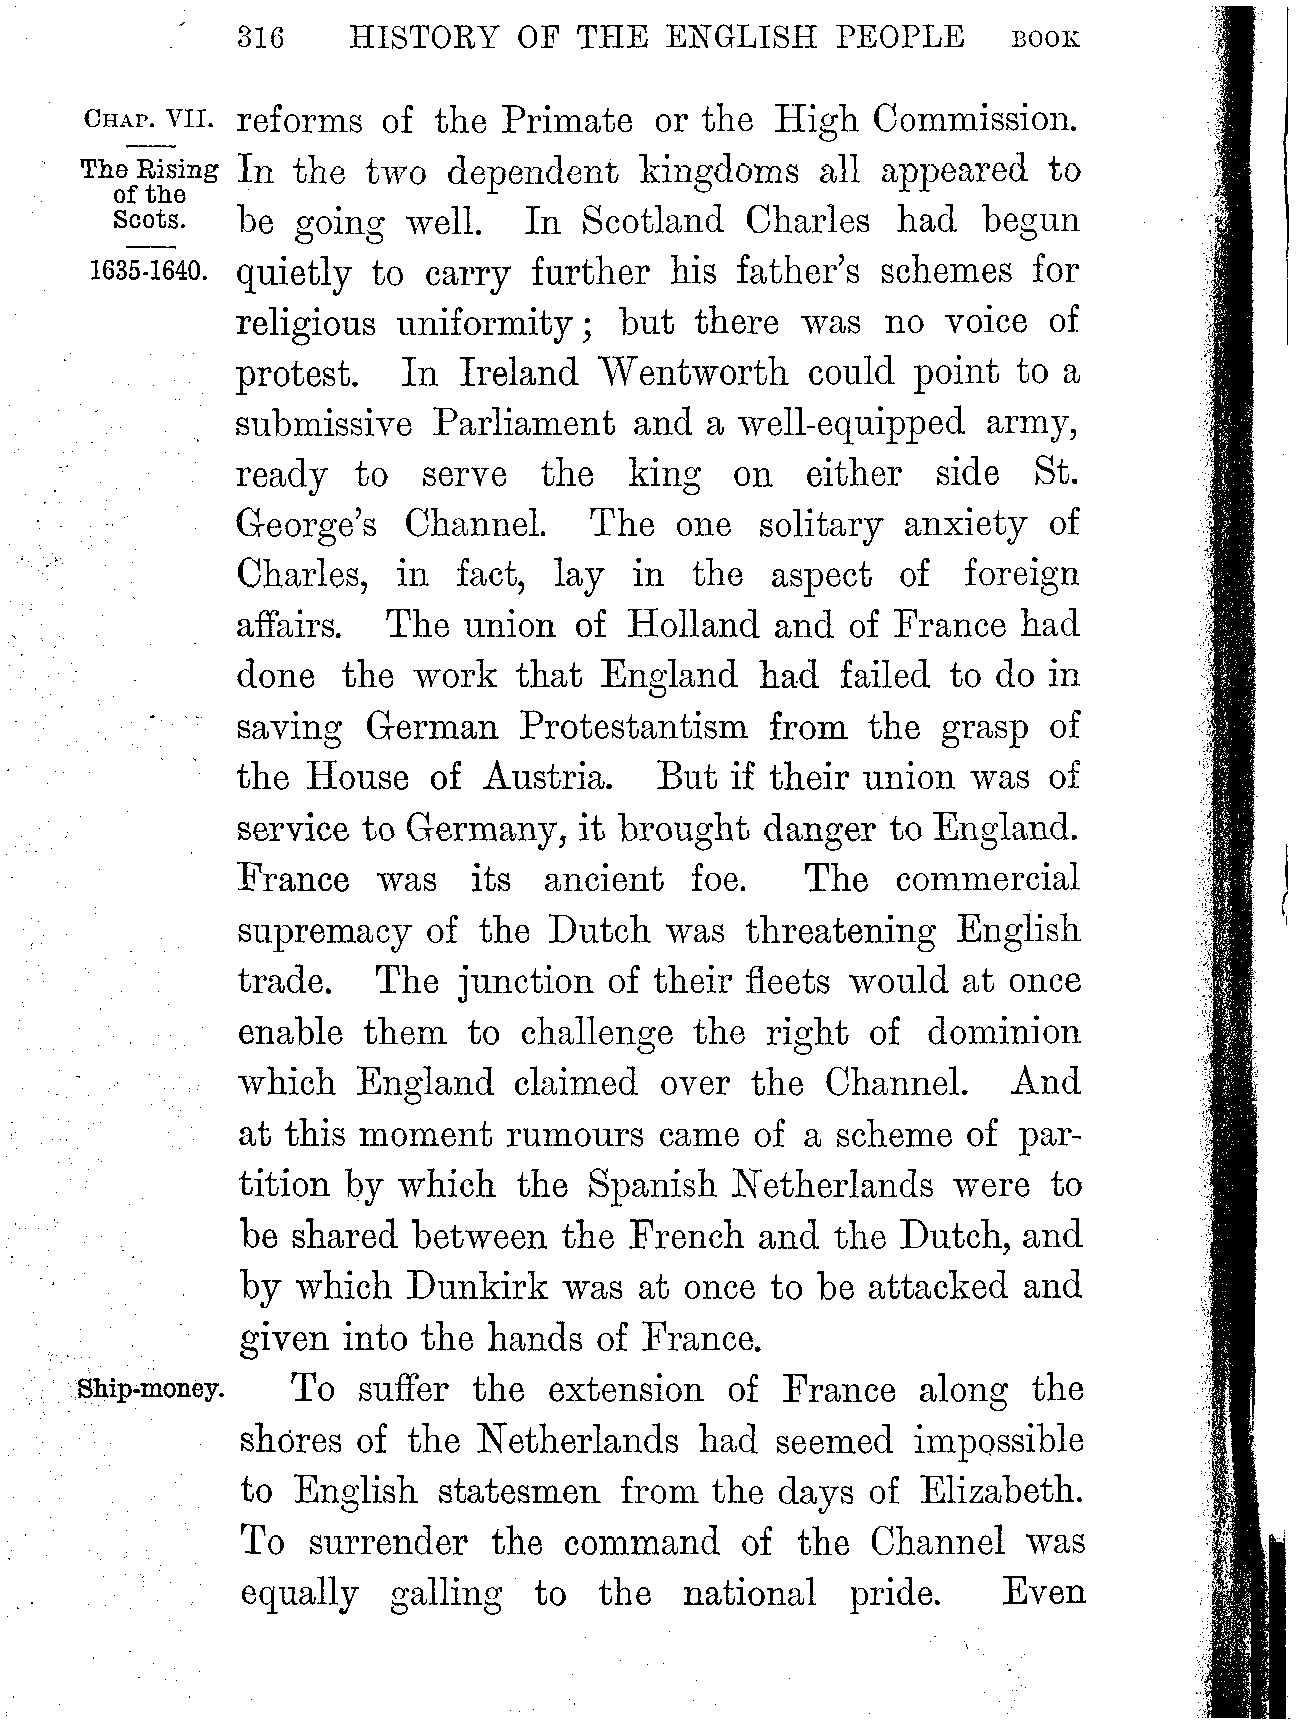 316 HISTORY OF THE ENGLISH PEOPLE BOOK
CHAP. VII.
The Rising
of the
Scots.
1635-1640.
reforms of the Primate or the High Commission.
In the two dependent kingdoms all appeared to
be going well. In Scotland Charles had begun
quietly to carry further his father's schemes for
religious uniformity; but there was no voice of
protest. In Ireland Wentworth could point to a
submissive Parliament and a well-equipped army,
ready to serve the king on either side St.
George's Channel. The one solitary anxiety of
Charles, in fact, lay in the aspect of foreign
affairs. The union of Holland and of France had
done the work that England had failed to do in
saving German Protestantism from the grasp of
the House of Austria. But if their union was of
service to Germany, it brought danger to England.
France was its ancient foe. The commercial
supremacy of the Dutch was threatening English
trade. The junction of their fleets would at once
enable them to challenge the right of dominion
which England claimed over the Channel. And
at this moment rumours came of a scheme of par-
tition by which the Spanish Netherlands were to
be shared between the French and the Dutch, and
by which Dunkirk was at once to be attacked and
given into the hands of France.
Ship-money.
To suffer the extension of France along the
shores of the Netherlands had seemed impossible
to English statesmen from the days of Elizabeth.
To surrender the command of the Channel was
equally galling to the national pride. Even